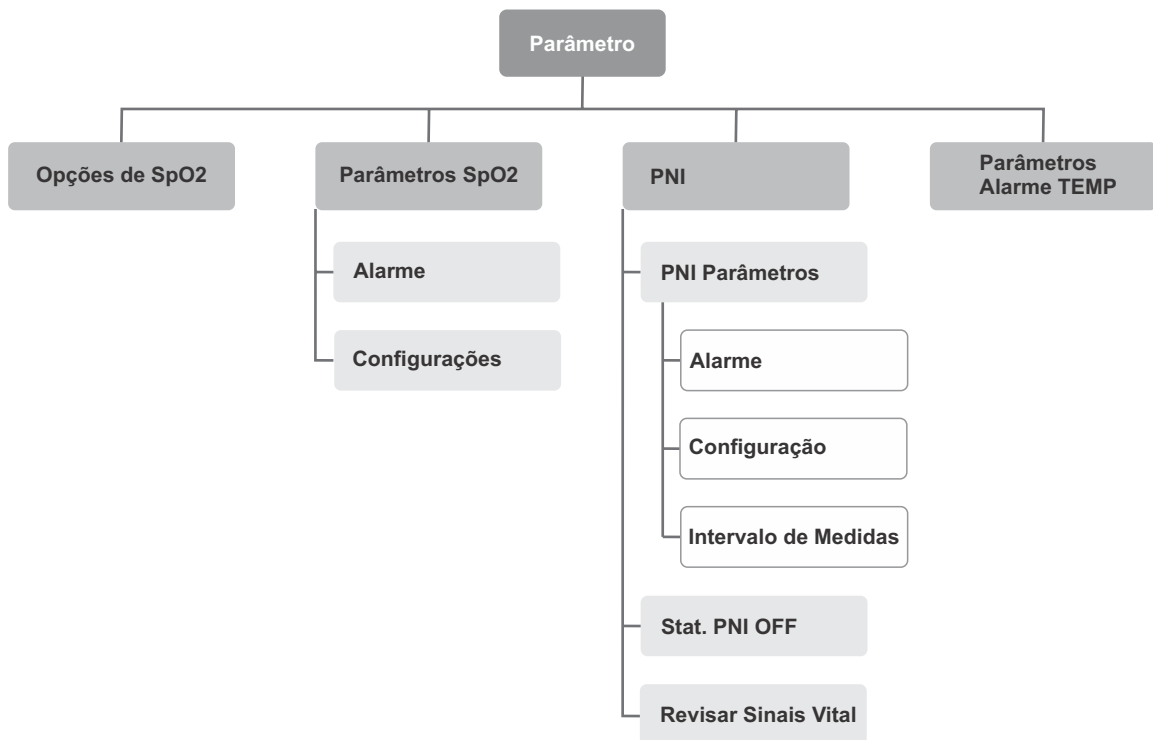 Parâmetro
Opções de SpO2
Parâmetros SpO2
PNI
Parâmetros
Alarme TEMP
Alarme
Configurações
PNI Parâmetros
Alarme
Configuração
Intervalo de Medidas
Stat. PNI OFF
Revisar Sinais Vital